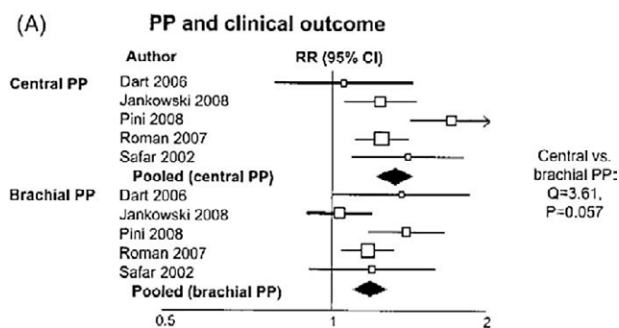 (A) PP and clinical outcome
Author RR (95% CI)
Central PP Dart 2006
Jankowski 2008
Pini 2008
Roman 2007
Safar 2002
Pooled (central PP)
Central vs.
brachial PP:
Q=3.61,
P=0.057
Brachial PP Dart 2006
Jankowski 2008
Pini 2008
Roman 2007
Safar 2002
Pooled (brachial PP)
0.5 1 2